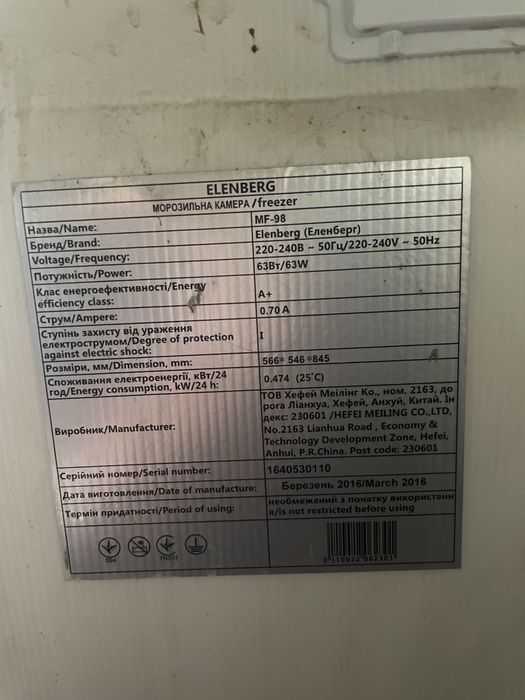 ELENBERG
МОРОЗИЛЬНА КАМЕРА/freezer
Назва/Name: MF-98
Бренд/Brand: Elenberg (Еленберг)
Voltage/Frequency: 220-240В ~ 50Гц/220-240V ~ 50Hz
Потужність/Power: 63Вт/63W
Клас енергоефективності/Energy
efficiency class: A+
Струм/Ampere: 0.70 A
Ступінь захисту від ураження
електрострумом/Degree of protection
against electric shock: I
Розміри, мм/Dimension, mm: 566* 546 *845
Споживання електроенергії, кВт/24
год/Energy consumption, kW/24 h: 0.474 (25˚C)
Виробник/Manufacturer:
ТОВ Хефей Мейлінг Ко., ном. 2163, до
рога Ліанхуа, Хефей, Анхуй, Китай. Ін
декс: 230601 /HEFEI MEILING CO.,LTD,
No.2163 Lianhua Road , Economy &
Technology Development Zone, Hefei,
Anhui, P.R.China. Post code: 230601
Серійний номер/Serial number: 1640530110
Дата виготовлення/Date of manufacture: Березень 2016/March 2016
Термін придатності/Period of using: необмежений з початку використанн
я/is not restricted before using